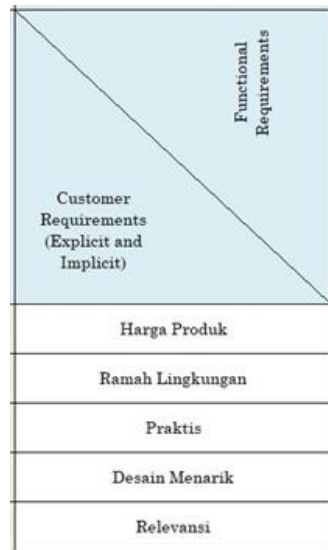 Functional
Requirements
Customer
Requirements
(Explicit and
Implicit)
Harga Produk
Ramah Lingkungan
Praktis
Desain Menarik
Relevansi